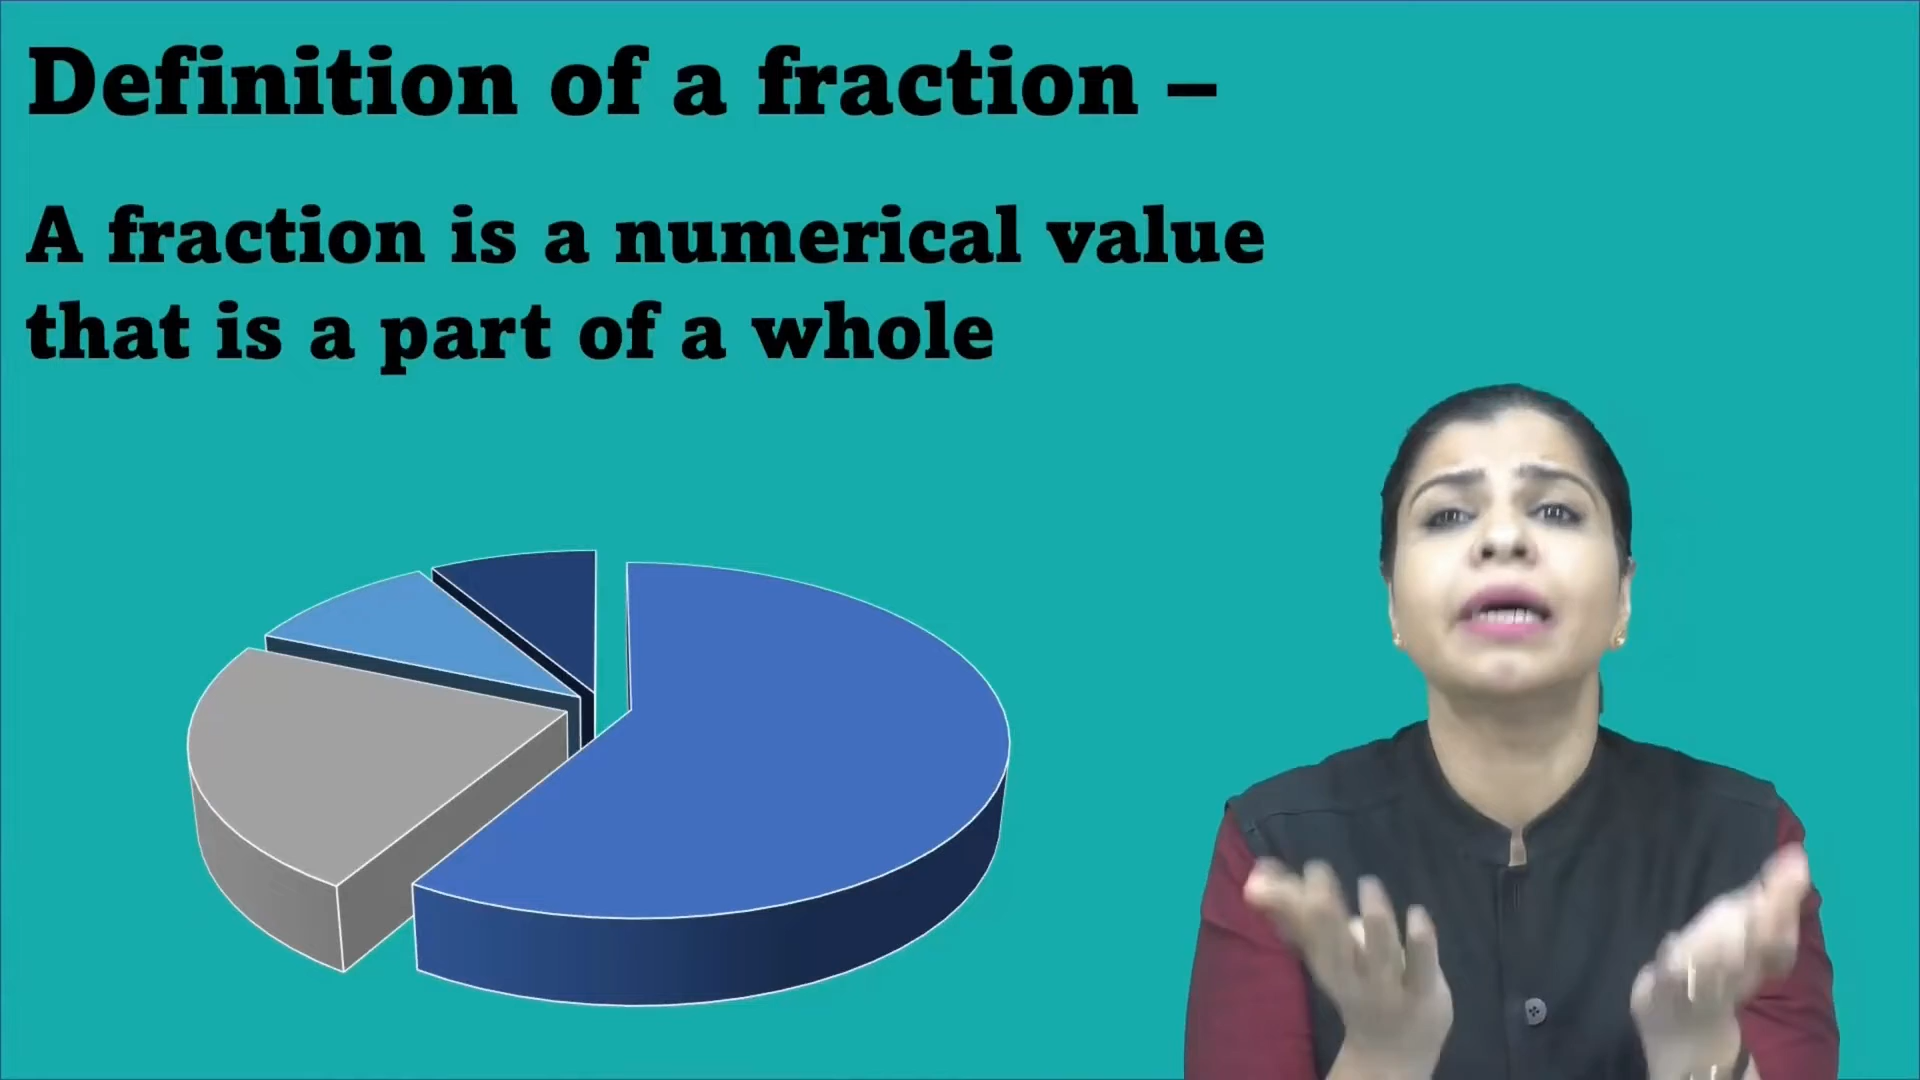 Definition of a fraction –
A fraction is a numerical value
that is a part of a whole